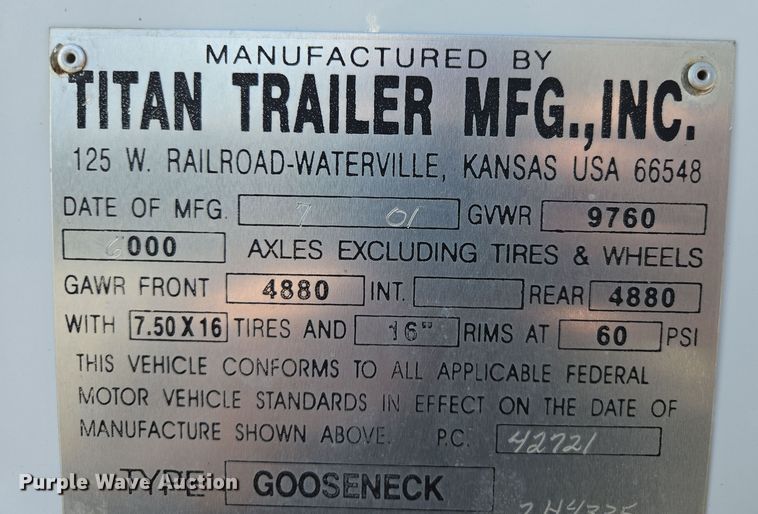 MANUFACTURED BY
TITAN TRAILER MFG.,INC.
125 W. RAILROAD-WATERVILLE, KANSAS USA 66548
DATE OF MFG. 7 01 GVWR 9760
6000 AXLES EXCLUDING TIRES & WHEELS
GAWR FRONT 4880 INT. REAR 4880
WITH 7.50 X 16 TIRES AND 16" RIMS AT 60 PSI
THIS VEHICLE CONFORMS TO ALL APPLICABLE FEDERAL
MOTOR VEHICLE STANDARDS IN EFFECT ON THE DATE OF
MANUFACTURE SHOWN ABOVE. P.C. 42721
TYPE GOOSENECK
Purple Wave Auction